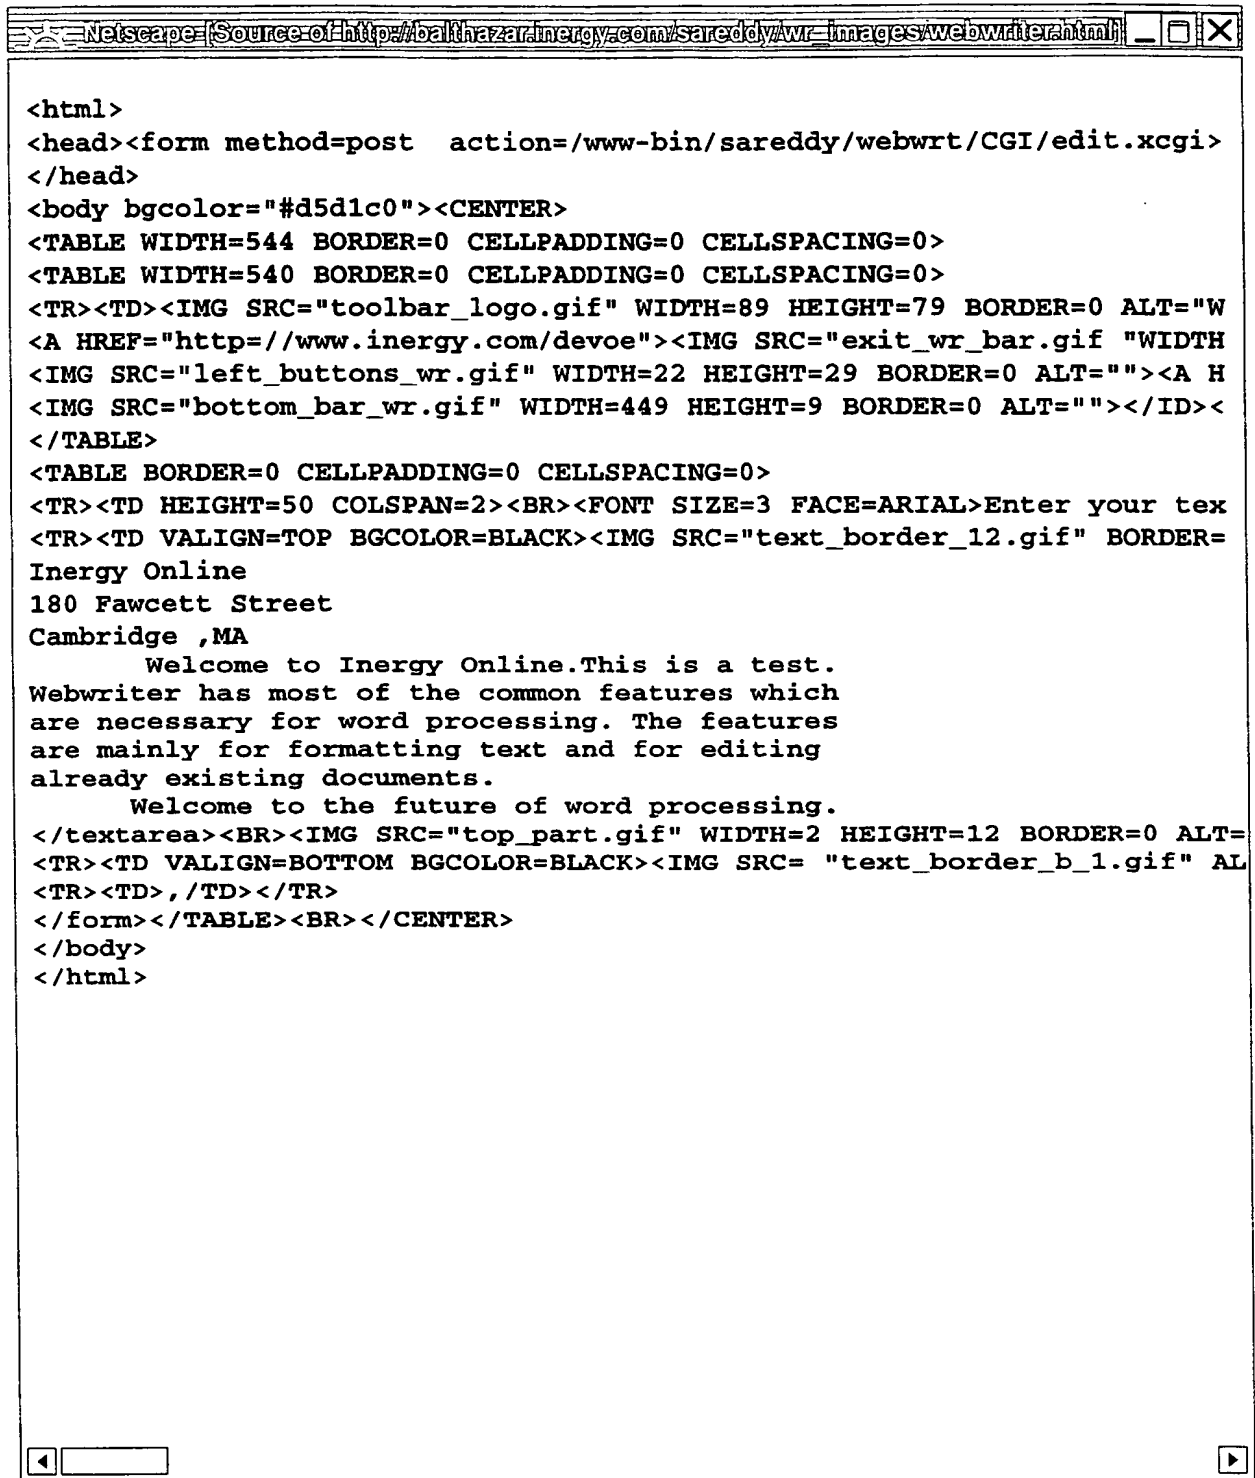 Netscape-[Source of http://balthazar.inergy.com/sareddy/wr_images/webwriter.html]
<html>
<head><form method=post  action=/www-bin/sareddy/webwrt/CGI/edit.xcgi>
</head>
<body bgcolor="#d5d1c0"><CENTER>
<TABLE WIDTH=544 BORDER=0 CELLPADDING=0 CELLSPACING=0>
<TABLE WIDTH=540 BORDER=0 CELLPADDING=0 CELLSPACING=0>
<TR><TD><IMG SRC="toolbar_logo.gif" WIDTH=89 HEIGHT=79 BORDER=0 ALT="W
<A HREF="http=//www.inergy.com/devoe"><IMG SRC="exit_wr_bar.gif "WIDTH
<IMG SRC="left_buttons_wr.gif" WIDTH=22 HEIGHT=29 BORDER=0 ALT=""><A H
<IMG SRC="bottom_bar_wr.gif" WIDTH=449 HEIGHT=9 BORDER=0 ALT=""></ID><
</TABLE>
<TABLE BORDER=0 CELLPADDING=0 CELLSPACING=0>
<TR><TD HEIGHT=50 COLSPAN=2><BR><FONT SIZE=3 FACE=ARIAL>Enter your tex
<TR><TD VALIGN=TOP BGCOLOR=BLACK><IMG SRC="text_border_12.gif" BORDER=
Inergy Online
180 Fawcett Street
Cambridge ,MA
Welcome to Inergy Online.This is a test.
Webwriter has most of the common features which
are necessary for word processing. The features
are mainly for formatting text and for editing
already existing documents.
Welcome to the future of word processing.
</textarea><BR><IMG SRC="top_part.gif" WIDTH=2 HEIGHT=12 BORDER=0 ALT=
<TR><TD VALIGN=BOTTOM BGCOLOR=BLACK><IMG SRC= "text_border_b_1.gif" AL
<TR><TD>,/TD></TR>
</form></TABLE><BR></CENTER>
</body>
</html>